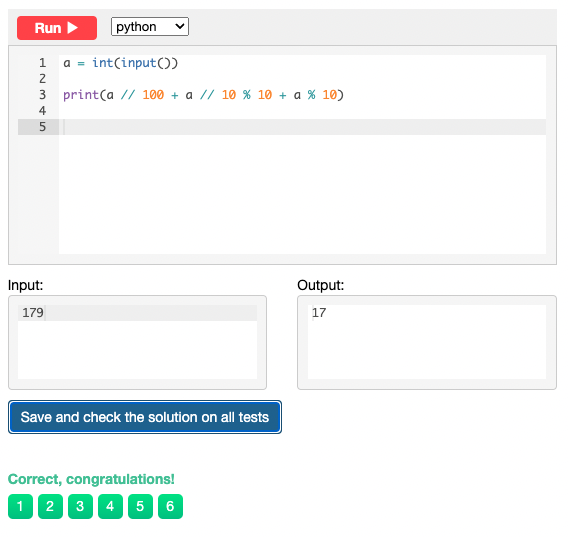 Run
python
1 a = int(input())
2
3 print(a // 100 + a // 10 % 10 + a % 10)
4
5
Input:
Output:
179
17
Save and check the solution on all tests
Correct, congratulations!
1 2 3 4 5 6